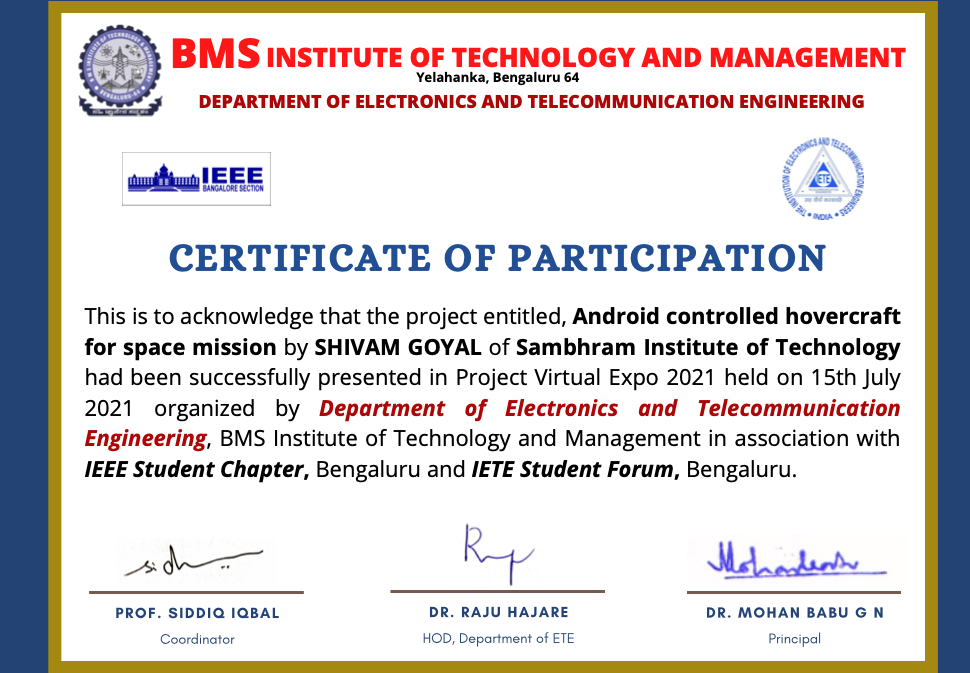 BMS INSTITUTE OF TECHNOLOGY AND MANAGEMENT
Yelahanka, Bengaluru 64
DEPARTMENT OF ELECTRONICS AND TELECOMMUNICATION ENGINEERING
IEEE
BANGALORE SECTION
THE INSTITUTION OF ELECTRONICS AND TELECOMMUNICATION ENGINEERS
IETE
INDIA
CERTIFICATE OF PARTICIPATION
This is to acknowledge that the project entitled, Android controlled hovercraft
for space mission by SHIVAM GOYAL of Sambhram Institute of Technology
had been successfully presented in Project Virtual Expo 2021 held on 15th July
2021 organized by Department of Electronics and Telecommunication
Engineering, BMS Institute of Technology and Management in association with
IEEE Student Chapter, Bengaluru and IETE Student Forum, Bengaluru.
PROF. SIDDIQ IQBAL
Coordinator
DR. RAJU HAJARE
HOD, Department of ETE
DR. MOHAN BABU G N
Principal